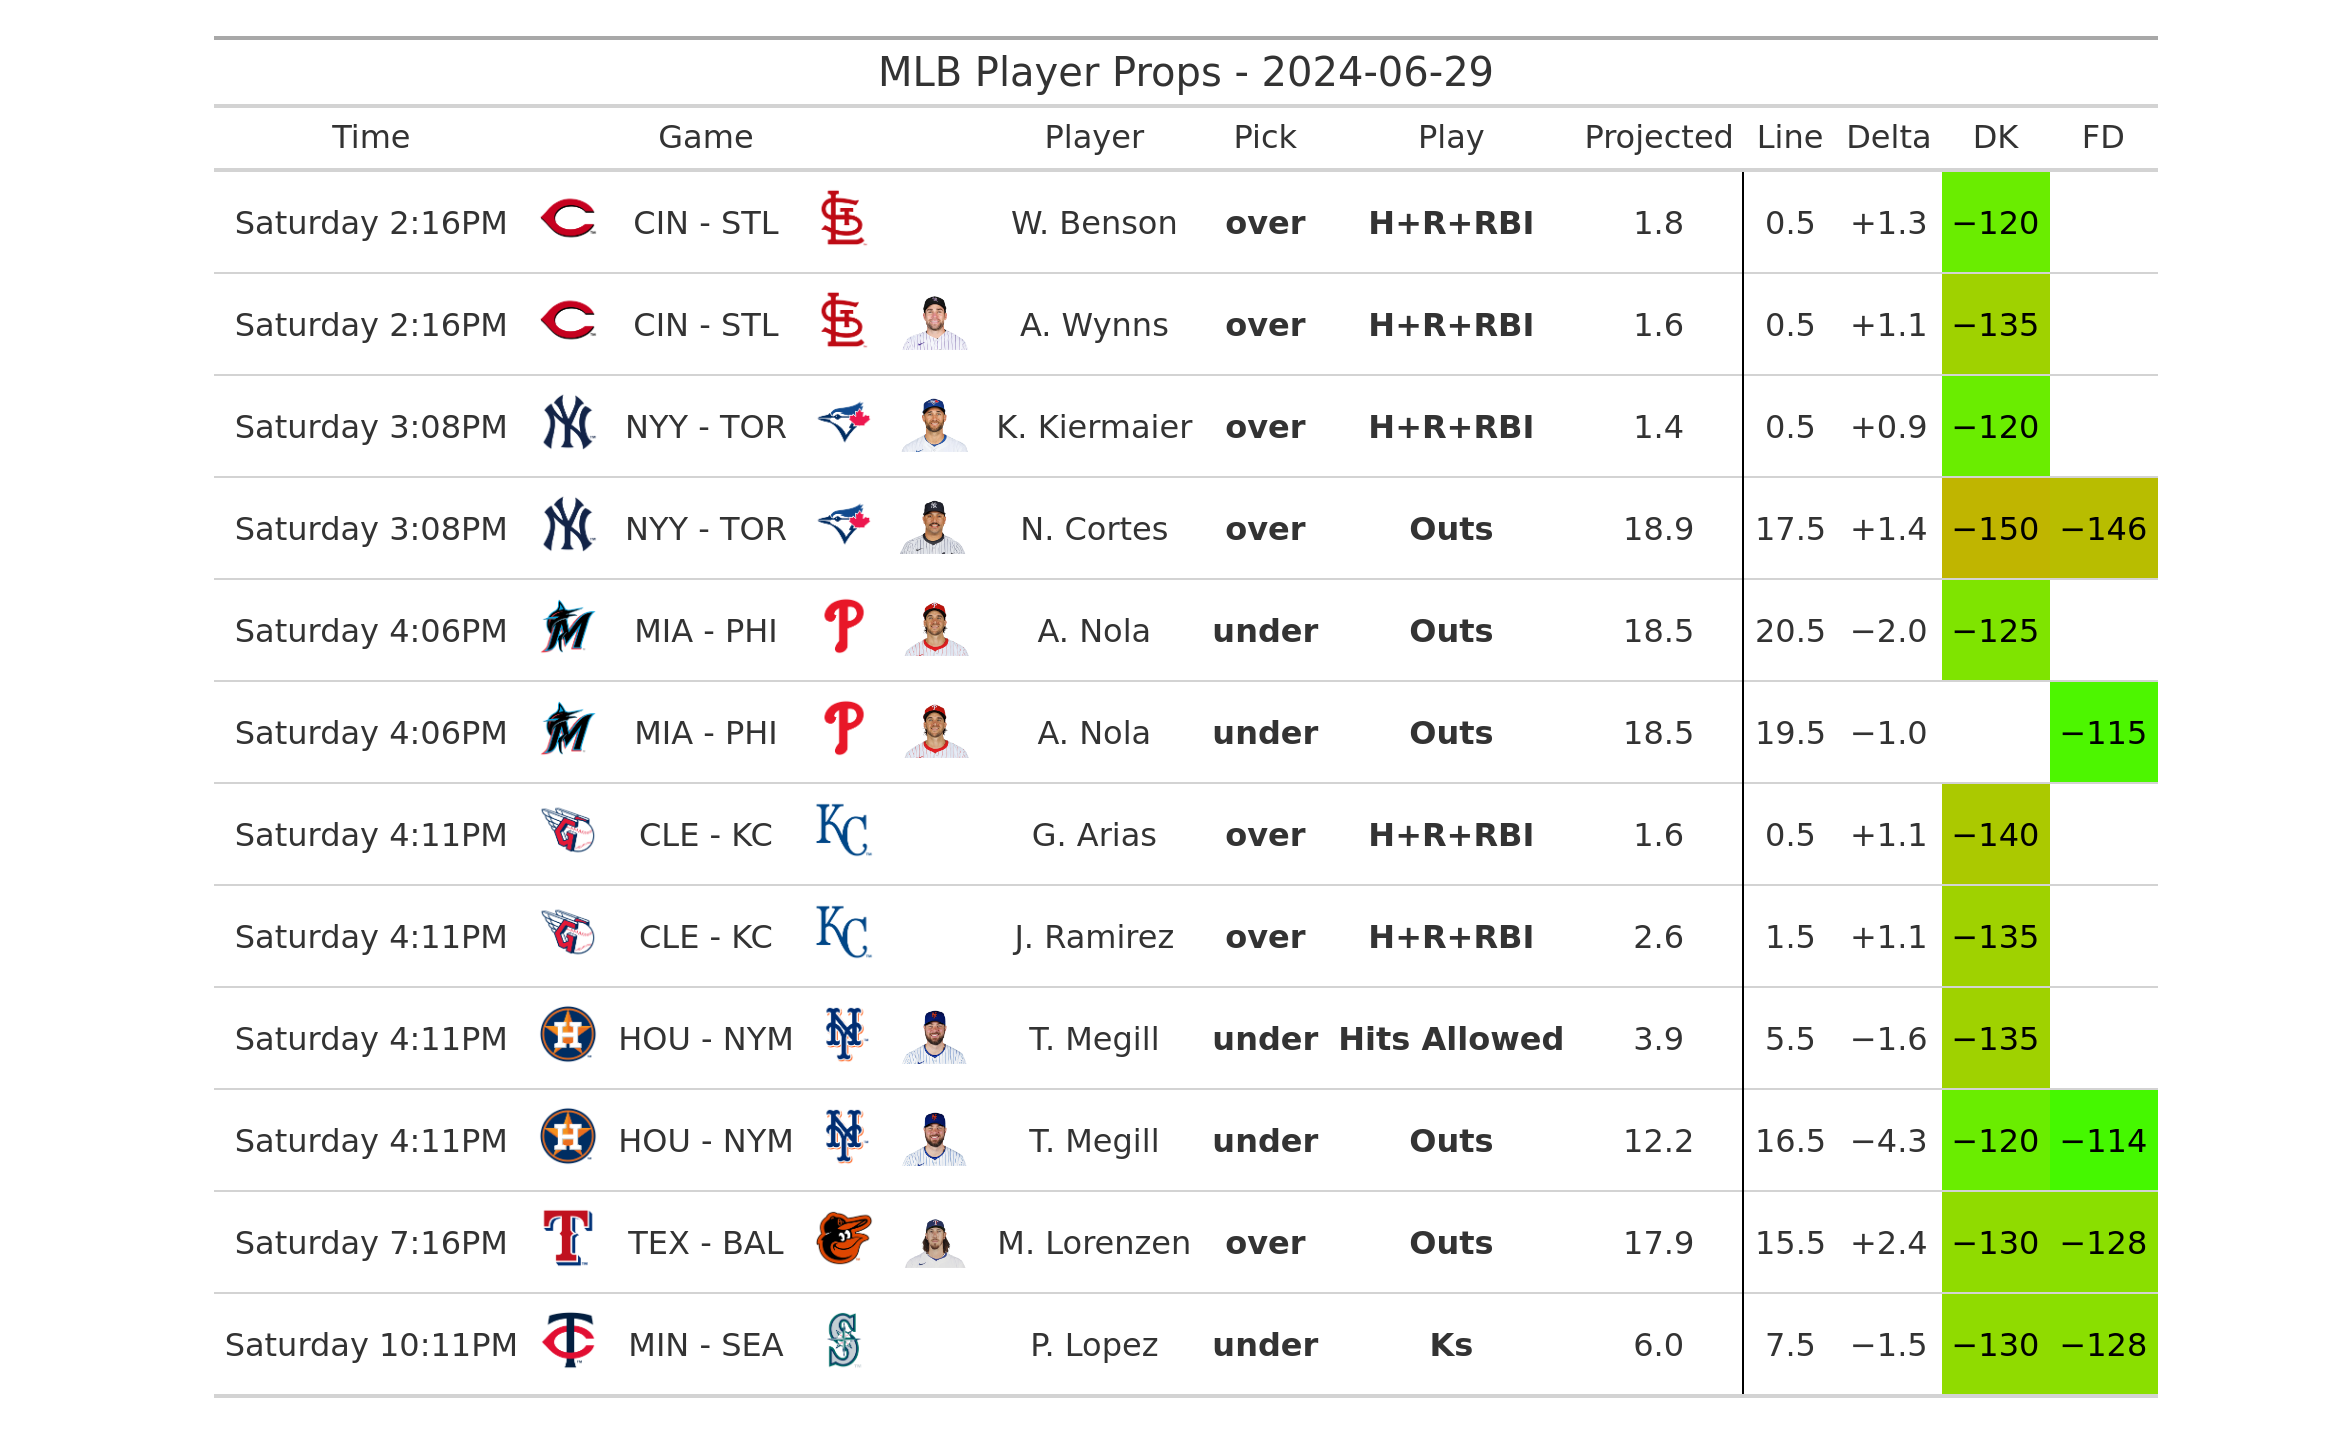 MLB Player Props - 2024-06-29
Time Game Player Pick Play Projected Line Delta DK FD
Saturday 2:16PM CIN - STL W. Benson over H+R+RBI 1.8 0.5 +1.3 −120
Saturday 2:16PM CIN - STL A. Wynns over H+R+RBI 1.6 0.5 +1.1 −135
Saturday 3:08PM NYY - TOR K. Kiermaier over H+R+RBI 1.4 0.5 +0.9 −120
Saturday 3:08PM NYY - TOR N. Cortes over Outs 18.9 17.5 +1.4 −150 −146
Saturday 4:06PM MIA - PHI A. Nola under Outs 18.5 20.5 −2.0 −125
Saturday 4:06PM MIA - PHI A. Nola under Outs 18.5 19.5 −1.0 −115
Saturday 4:11PM CLE - KC G. Arias over H+R+RBI 1.6 0.5 +1.1 −140
Saturday 4:11PM CLE - KC J. Ramirez over H+R+RBI 2.6 1.5 +1.1 −135
Saturday 4:11PM HOU - NYM T. Megill under Hits Allowed 3.9 5.5 −1.6 −135
Saturday 4:11PM HOU - NYM T. Megill under Outs 12.2 16.5 −4.3 −120 −114
Saturday 7:16PM TEX - BAL M. Lorenzen over Outs 17.9 15.5 +2.4 −130 −128
Saturday 10:11PM MIN - SEA P. Lopez under Ks 6.0 7.5 −1.5 −130 −128